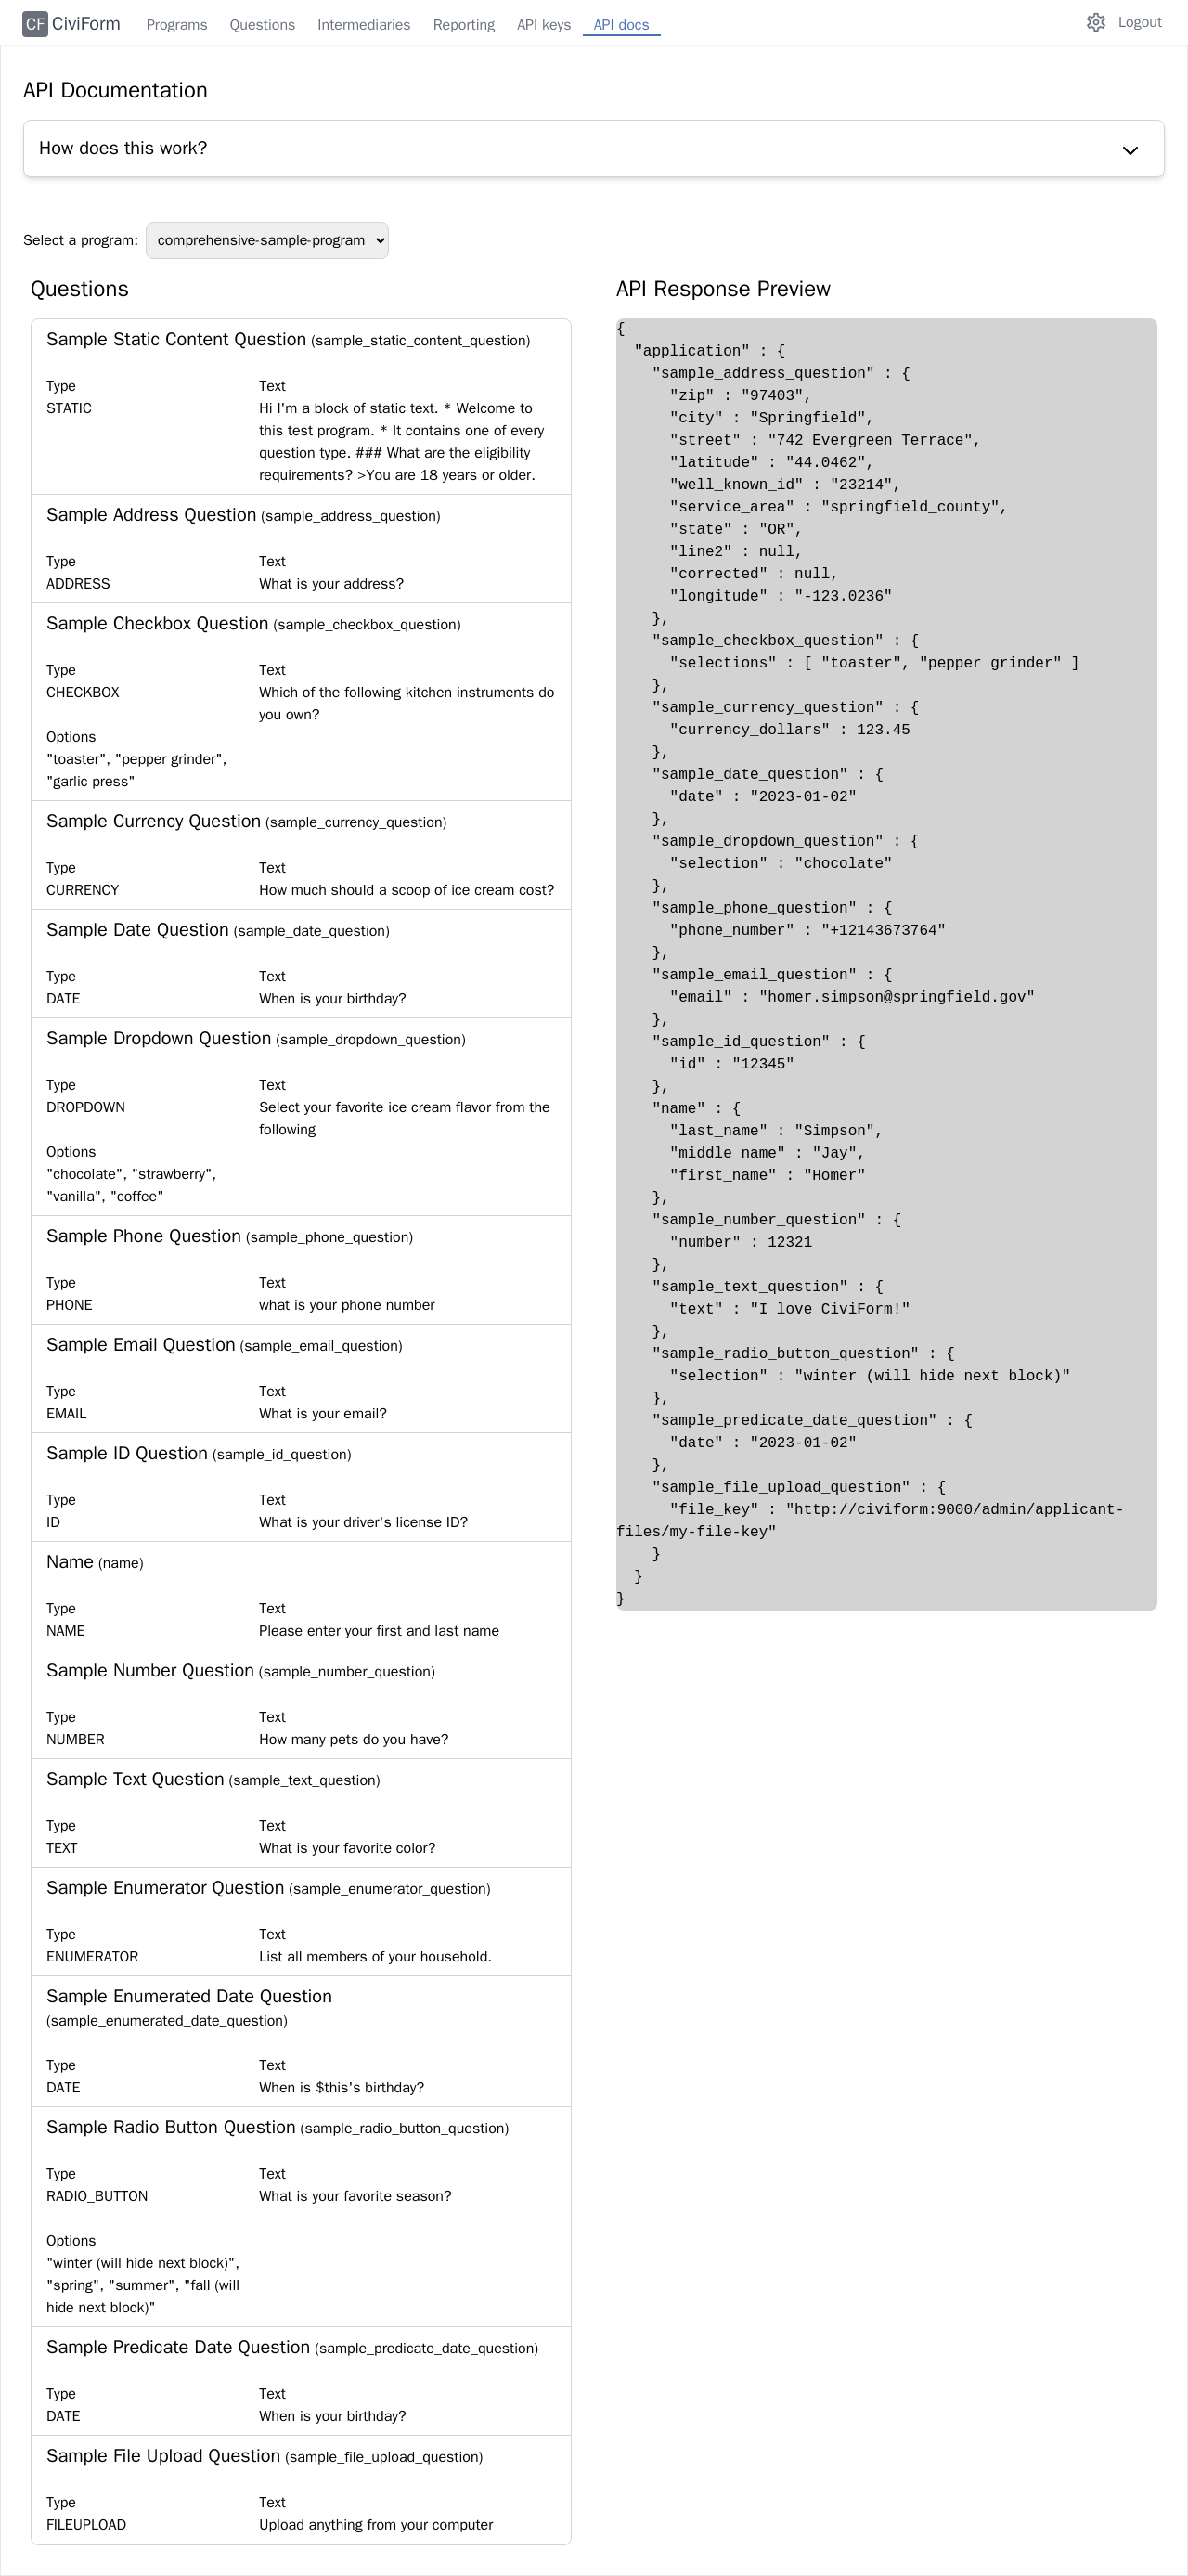 CF CiviForm Programs Questions Intermediaries Reporting API keys API docs Logout
API Documentation
How does this work?
Select a program: comprehensive-sample-program
Questions
Sample Static Content Question (sample_static_content_question)
Type Text
STATIC Hi I'm a block of static text. * Welcome to
this test program. * It contains one of every
question type. ### What are the eligibility
requirements? >You are 18 years or older.
Sample Address Question (sample_address_question)
Type Text
ADDRESS What is your address?
Sample Checkbox Question (sample_checkbox_question)
Type Text
CHECKBOX Which of the following kitchen instruments do
you own?
Options
"toaster", "pepper grinder",
"garlic press"
Sample Currency Question (sample_currency_question)
Type Text
CURRENCY How much should a scoop of ice cream cost?
Sample Date Question (sample_date_question)
Type Text
DATE When is your birthday?
Sample Dropdown Question (sample_dropdown_question)
Type Text
DROPDOWN Select your favorite ice cream flavor from the
following
Options
"chocolate", "strawberry",
"vanilla", "coffee"
Sample Phone Question (sample_phone_question)
Type Text
PHONE what is your phone number
Sample Email Question (sample_email_question)
Type Text
EMAIL What is your email?
Sample ID Question (sample_id_question)
Type Text
ID What is your driver's license ID?
Name (name)
Type Text
NAME Please enter your first and last name
Sample Number Question (sample_number_question)
Type Text
NUMBER How many pets do you have?
Sample Text Question (sample_text_question)
Type Text
TEXT What is your favorite color?
Sample Enumerator Question (sample_enumerator_question)
Type Text
ENUMERATOR List all members of your household.
Sample Enumerated Date Question
(sample_enumerated_date_question)
Type Text
DATE When is $this's birthday?
Sample Radio Button Question (sample_radio_button_question)
Type Text
RADIO_BUTTON What is your favorite season?
Options
"winter (will hide next block)",
"spring", "summer", "fall (will
hide next block)"
Sample Predicate Date Question (sample_predicate_date_question)
Type Text
DATE When is your birthday?
Sample File Upload Question (sample_file_upload_question)
Type Text
FILEUPLOAD Upload anything from your computer
API Response Preview
{
  "application" : {
    "sample_address_question" : {
      "zip" : "97403",
      "city" : "Springfield",
      "street" : "742 Evergreen Terrace",
      "latitude" : "44.0462",
      "well_known_id" : "23214",
      "service_area" : "springfield_county",
      "state" : "OR",
      "line2" : null,
      "corrected" : null,
      "longitude" : "-123.0236"
    },
    "sample_checkbox_question" : {
      "selections" : [ "toaster", "pepper grinder" ]
    },
    "sample_currency_question" : {
      "currency_dollars" : 123.45
    },
    "sample_date_question" : {
      "date" : "2023-01-02"
    },
    "sample_dropdown_question" : {
      "selection" : "chocolate"
    },
    "sample_phone_question" : {
      "phone_number" : "+12143673764"
    },
    "sample_email_question" : {
      "email" : "homer.simpson@springfield.gov"
    },
    "sample_id_question" : {
      "id" : "12345"
    },
    "name" : {
      "last_name" : "Simpson",
      "middle_name" : "Jay",
      "first_name" : "Homer"
    },
    "sample_number_question" : {
      "number" : 12321
    },
    "sample_text_question" : {
      "text" : "I love CiviForm!"
    },
    "sample_radio_button_question" : {
      "selection" : "winter (will hide next block)"
    },
    "sample_predicate_date_question" : {
      "date" : "2023-01-02"
    },
    "sample_file_upload_question" : {
      "file_key" : "http://civiform:9000/admin/applicant-
files/my-file-key"
    }
  }
}